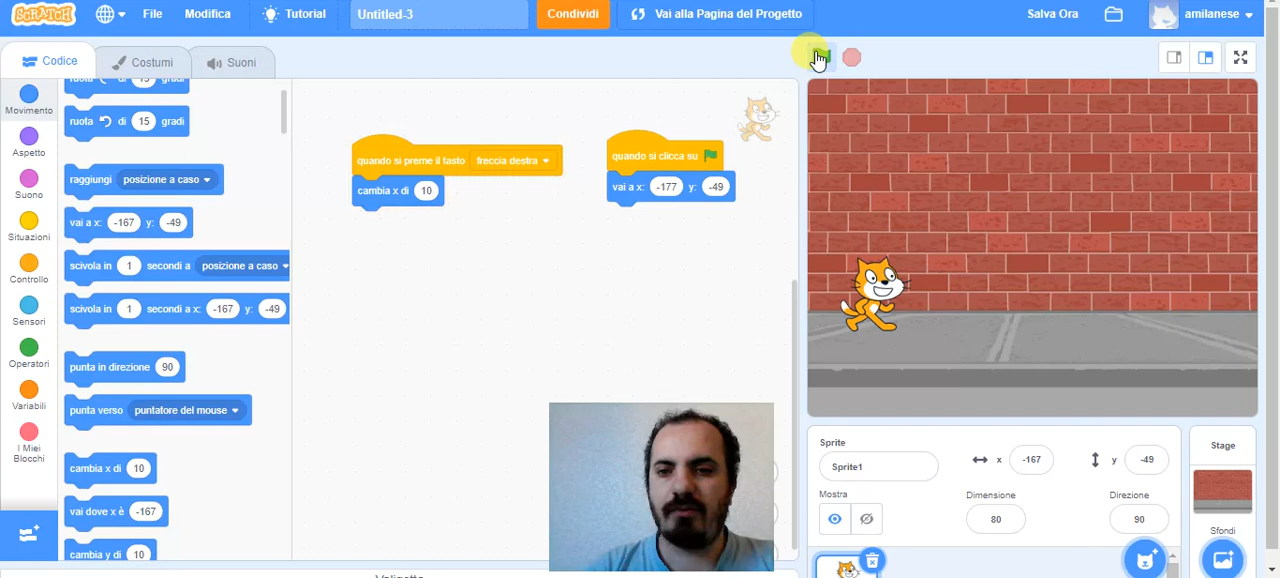 SCRATCH
File
Modifica
Tutorial
Untitled-3
Condividi
Vai alla Pagina del Progetto
Salva Ora
amilanese
Codice
Costumi
Suoni
Movimento
Aspetto
Suono
Situazioni
Controllo
Sensori
Operatori
Variabili
I Miei
Blocchi
ruota di 15 gradi
ruota di 15 gradi
raggiungi posizione a caso
vai a x: -167 y: -49
scivola in 1 secondi a posizione a caso
scivola in 1 secondi a x: -167 y: -49
punta in direzione 90
punta verso puntatore del mouse
cambia x di 10
vai dove x è -167
cambia y di 10
quando si preme il tasto freccia destra
cambia x di 10
quando si clicca su
vai a x: -177 y: -49
Sprite
Sprite1
x -167
y -49
Mostra
Dimensione
80
Direzione
90
Stage
Sfondi
Valigetta